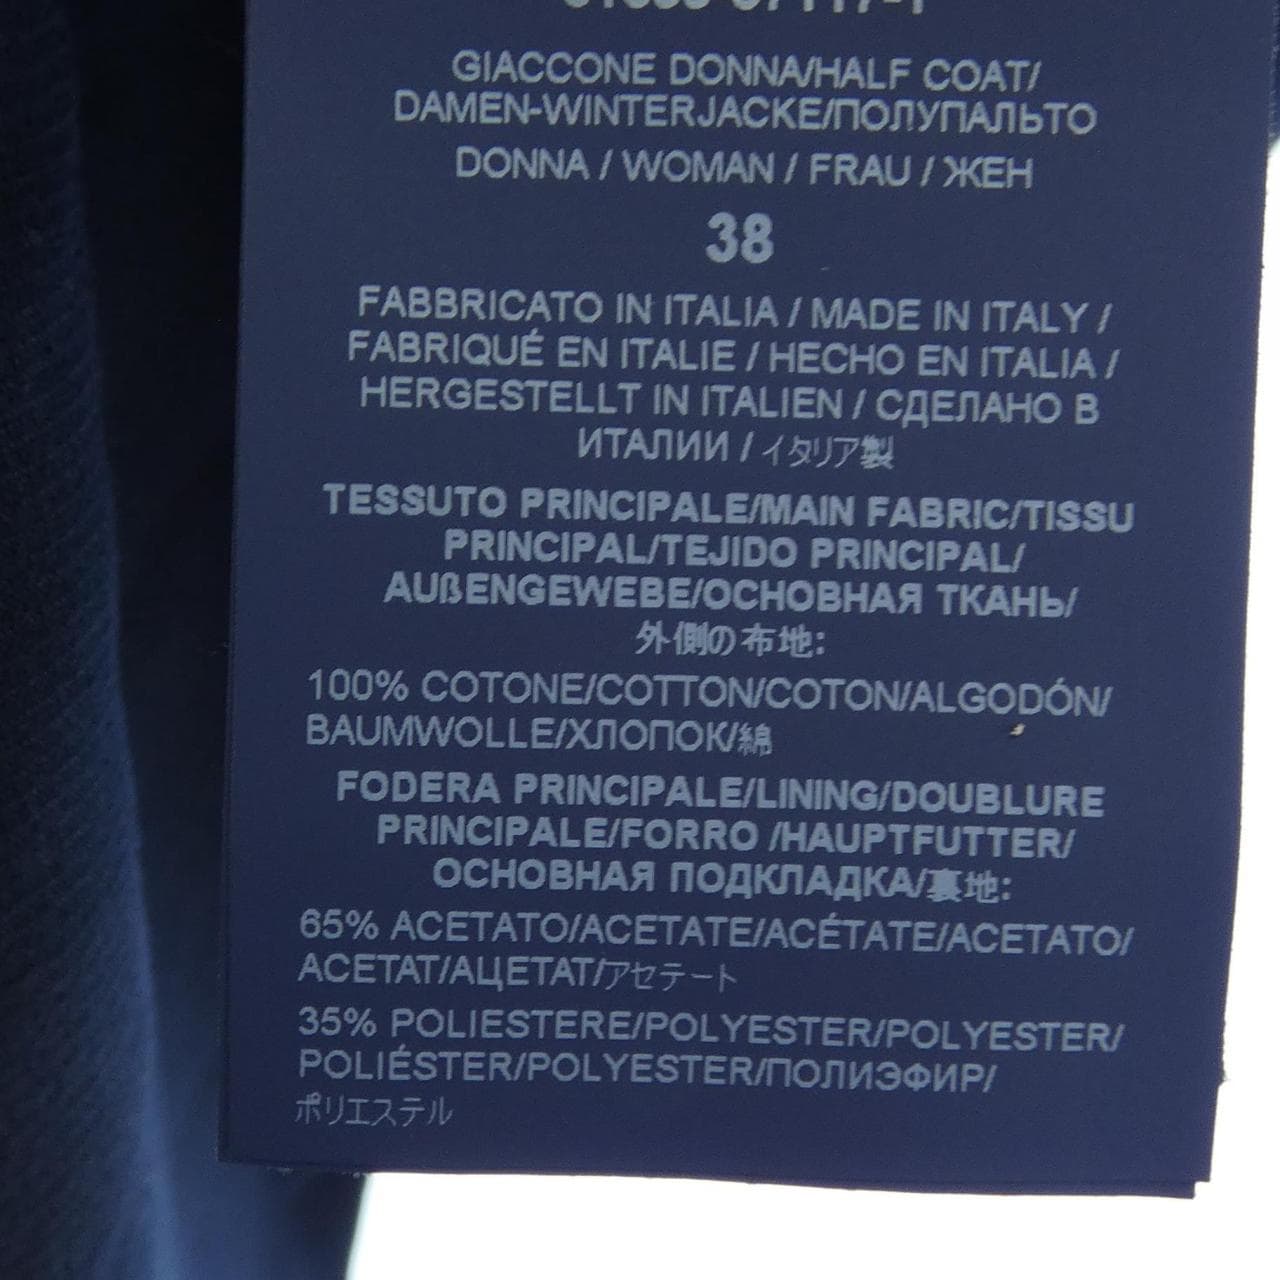 GIACCONE DONNA/HALF COAT/
DAMEN-WINTERJACKE/ПОЛУПАЛЬТО
DONNA / WOMAN / FRAU / ЖЕН
38
FABBRICATO IN ITALIA / MADE IN ITALY /
FABRIQUÉ EN ITALIE / HECHO EN ITALIA /
HERGESTELLT IN ITALIEN / СДЕЛАНО В
ИТАЛИИ / イタリア製
TESSUTO PRINCIPALE/MAIN FABRIC/TISSU
PRINCIPAL/TEJIDO PRINCIPAL/
AUßENGEWEBE/ОСНОВНАЯ ТКАНЬ/
外側の布地:
100% COTONE/COTTON/COTON/ALGODÓN/
BAUMWOLLE/ХЛОПОК/綿
FODERA PRINCIPALE/LINING/DOUBLURE
PRINCIPALE/FORRO /HAUPTFUTTER/
ОСНОВНАЯ ПОДКЛАДКА/裏地:
65% ACETATO/ACETATE/ACÉTATE/ACETATO/
ACETAT/АЦЕТАТ/アセテート
35% POLIESTERE/POLYESTER/POLYESTER/
POLIÉSTER/POLYESTER/ПОЛИЭФИР/
ポリエステル